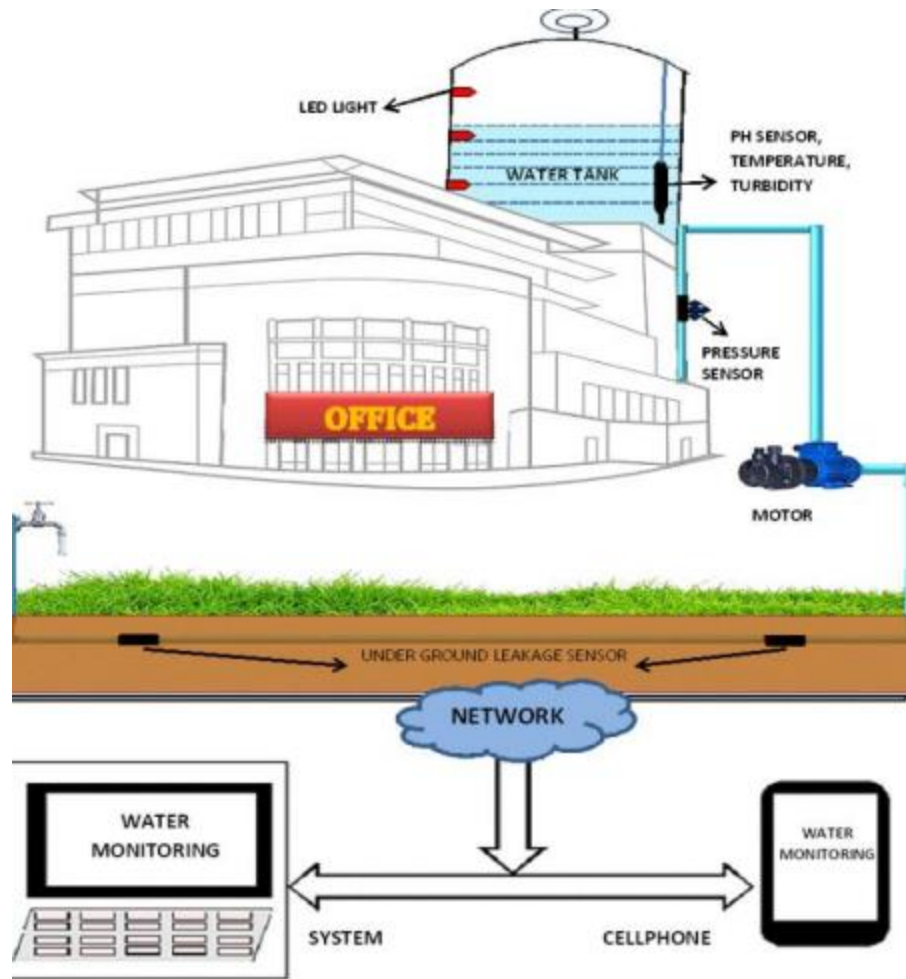 LED LIGHT
PH SENSOR,
TEMPERATURE,
TURBIDITY
WATER TANK
PRESSURE
SENSOR
OFFICE
MOTOR
UNDER GROUND LEAKAGE SENSOR
NETWORK
WATER
MONITORING
WATER
MONITORING
SYSTEM
CELLPHONE